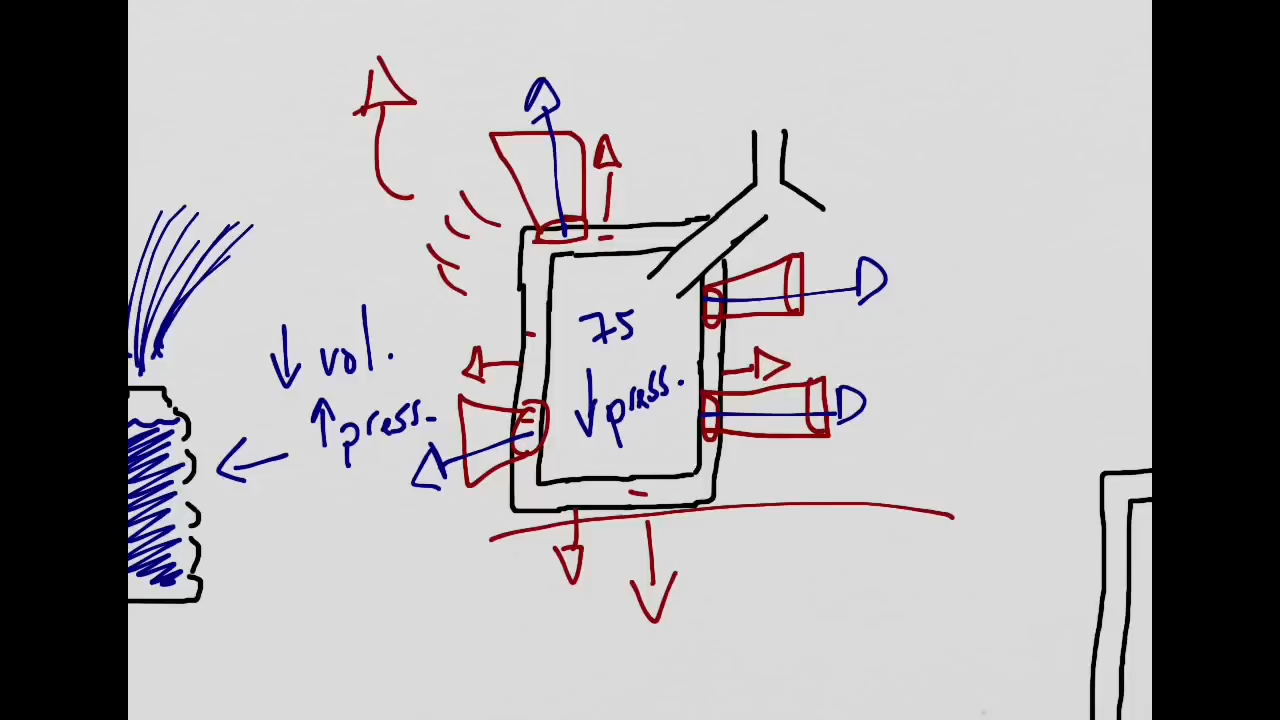 ↓ vol.
↑ press.
75
↓ press.